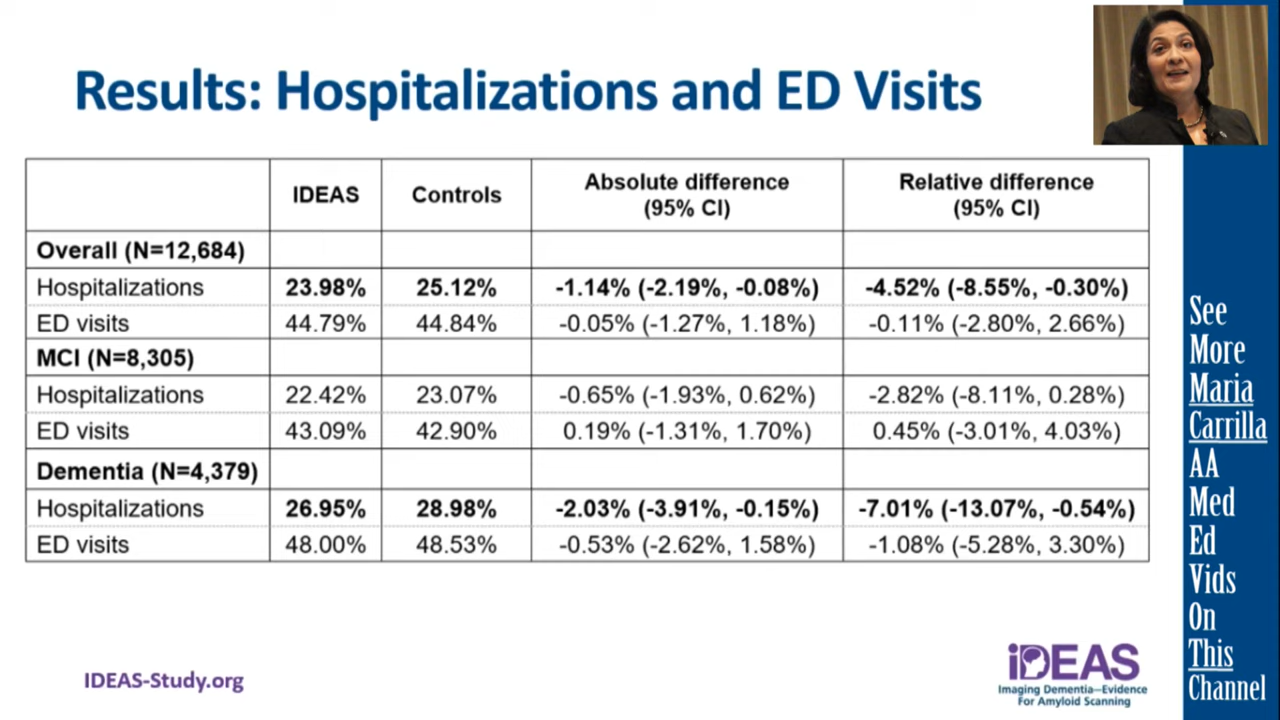 Results: Hospitalizations and ED Visits
IDEAS Controls Absolute difference (95% CI) Relative difference (95% CI)
Overall (N=12,684)
Hospitalizations 23.98% 25.12% -1.14% (-2.19%, -0.08%) -4.52% (-8.55%, -0.30%)
ED visits 44.79% 44.84% -0.05% (-1.27%, 1.18%) -0.11% (-2.80%, 2.66%)
MCI (N=8,305)
Hospitalizations 22.42% 23.07% -0.65% (-1.93%, 0.62%) -2.82% (-8.11%, 0.28%)
ED visits 43.09% 42.90% 0.19% (-1.31%, 1.70%) 0.45% (-3.01%, 4.03%)
Dementia (N=4,379)
Hospitalizations 26.95% 28.98% -2.03% (-3.91%, -0.15%) -7.01% (-13.07%, -0.54%)
ED visits 48.00% 48.53% -0.53% (-2.62%, 1.58%) -1.08% (-5.28%, 3.30%)
IDEAS-Study.org
iDEAS
Imaging Dementia—Evidence
For Amyloid Scanning
See
More
Maria
Carrilla
AA
Med
Ed
Vids
On
This
Channel